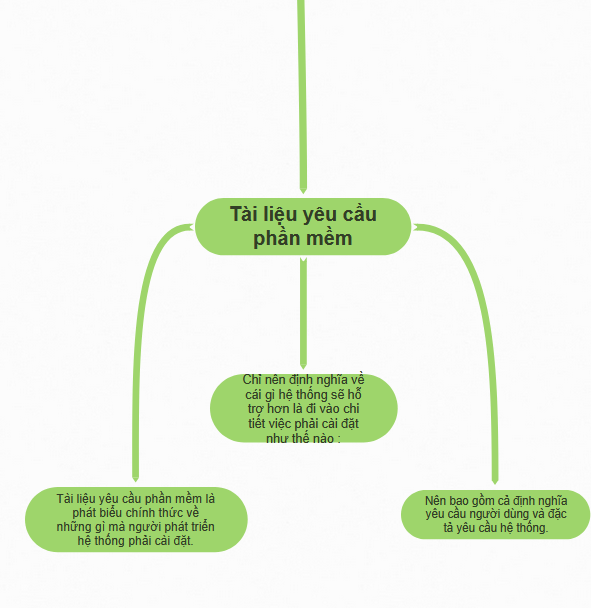 Tài liệu yêu cầu
phần mềm
Chỉ nên định nghĩa về
cái gì hệ thống sẽ hỗ
trợ hơn là đi vào chi
tiết việc phải cài đặt
như thế nào :
Tài liệu yêu cầu phần mềm là
phát biểu chính thức về
những gì mà người phát triển
hệ thống phải cài đặt.
Nên bao gồm cả định nghĩa
yêu cầu người dùng và đặc
tả yêu cầu hệ thống.